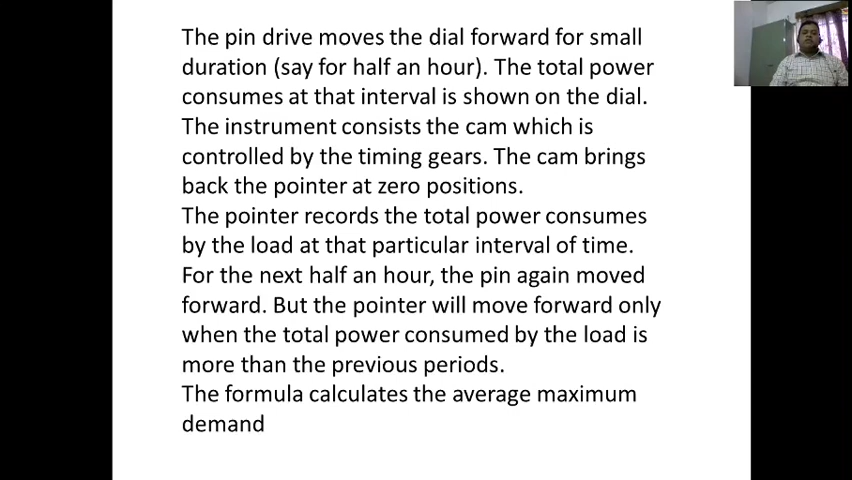 The pin drive moves the dial forward for small
duration (say for half an hour). The total power
consumes at that interval is shown on the dial.
The instrument consists the cam which is
controlled by the timing gears. The cam brings
back the pointer at zero positions.
The pointer records the total power consumes
by the load at that particular interval of time.
For the next half an hour, the pin again moved
forward. But the pointer will move forward only
when the total power consumed by the load is
more than the previous periods.
The formula calculates the average maximum
demand